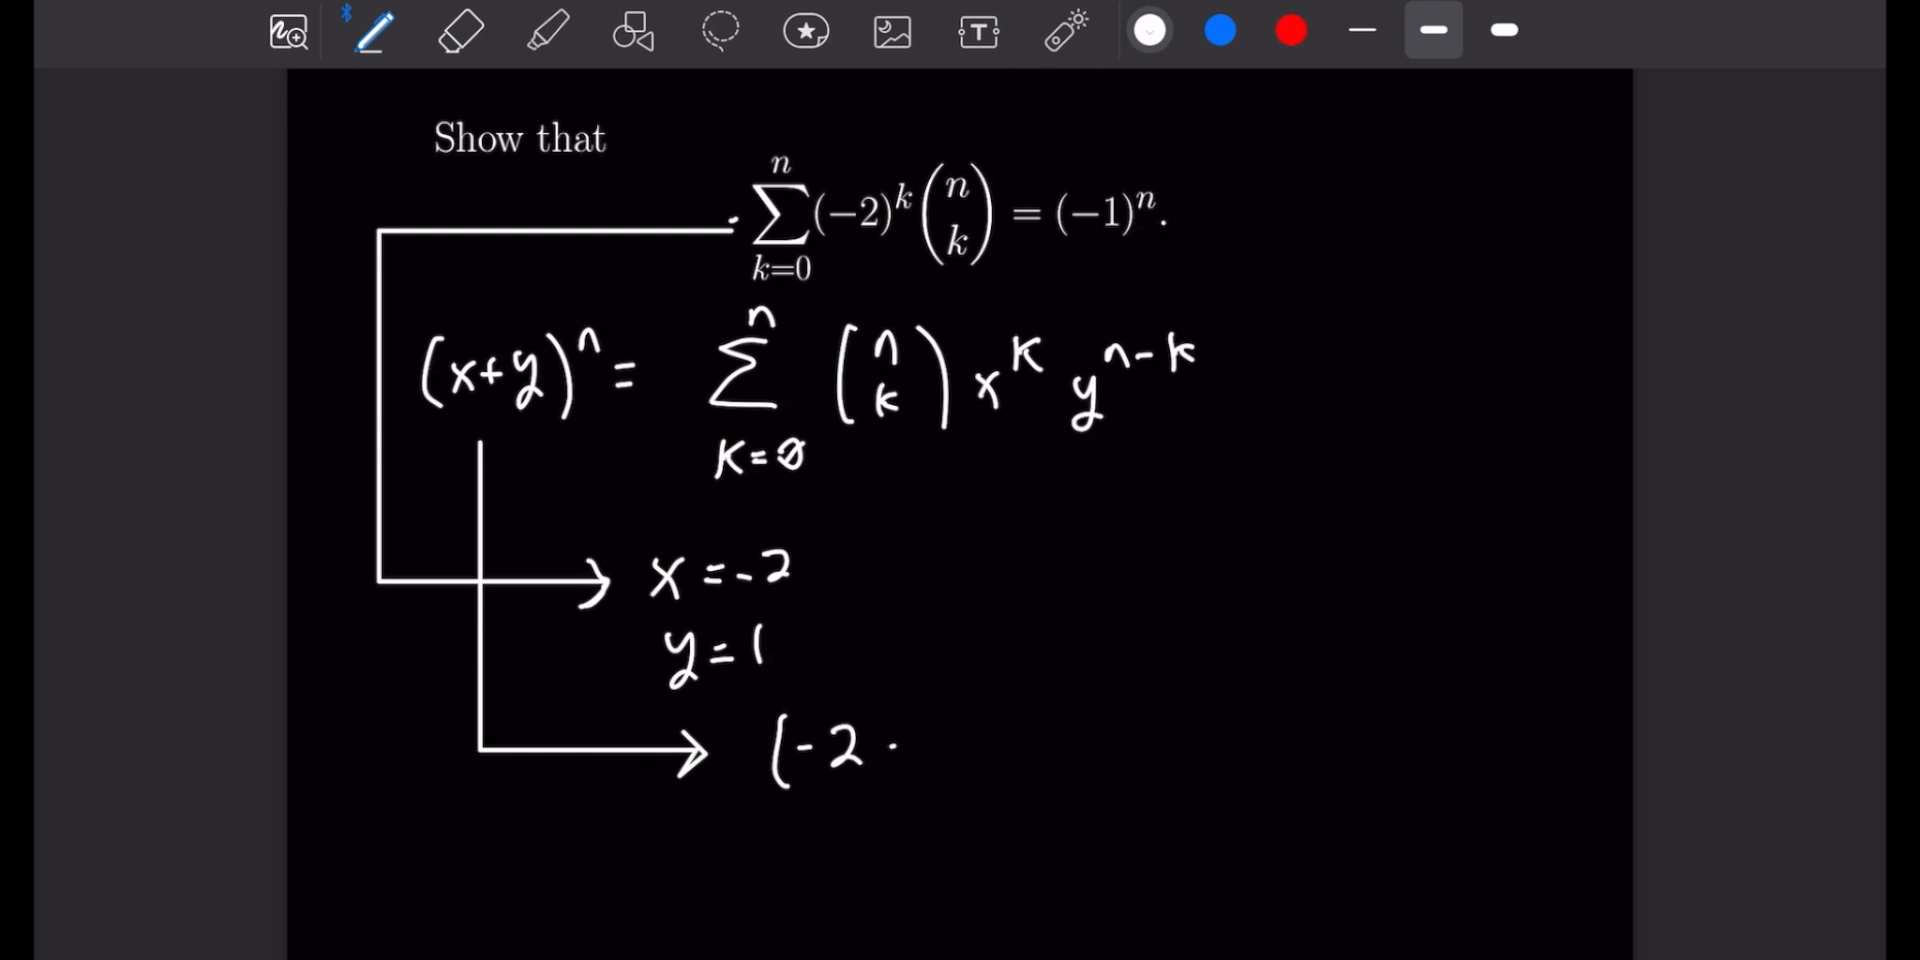 Show that
\sum_{k=0}^{n} (-2)^k \binom{n}{k} = (-1)^n.
(x+y)^n = \sum_{K=0}^{n} \binom{n}{k} x^K y^{n-k}
x = -2
y = 1
(-2 .